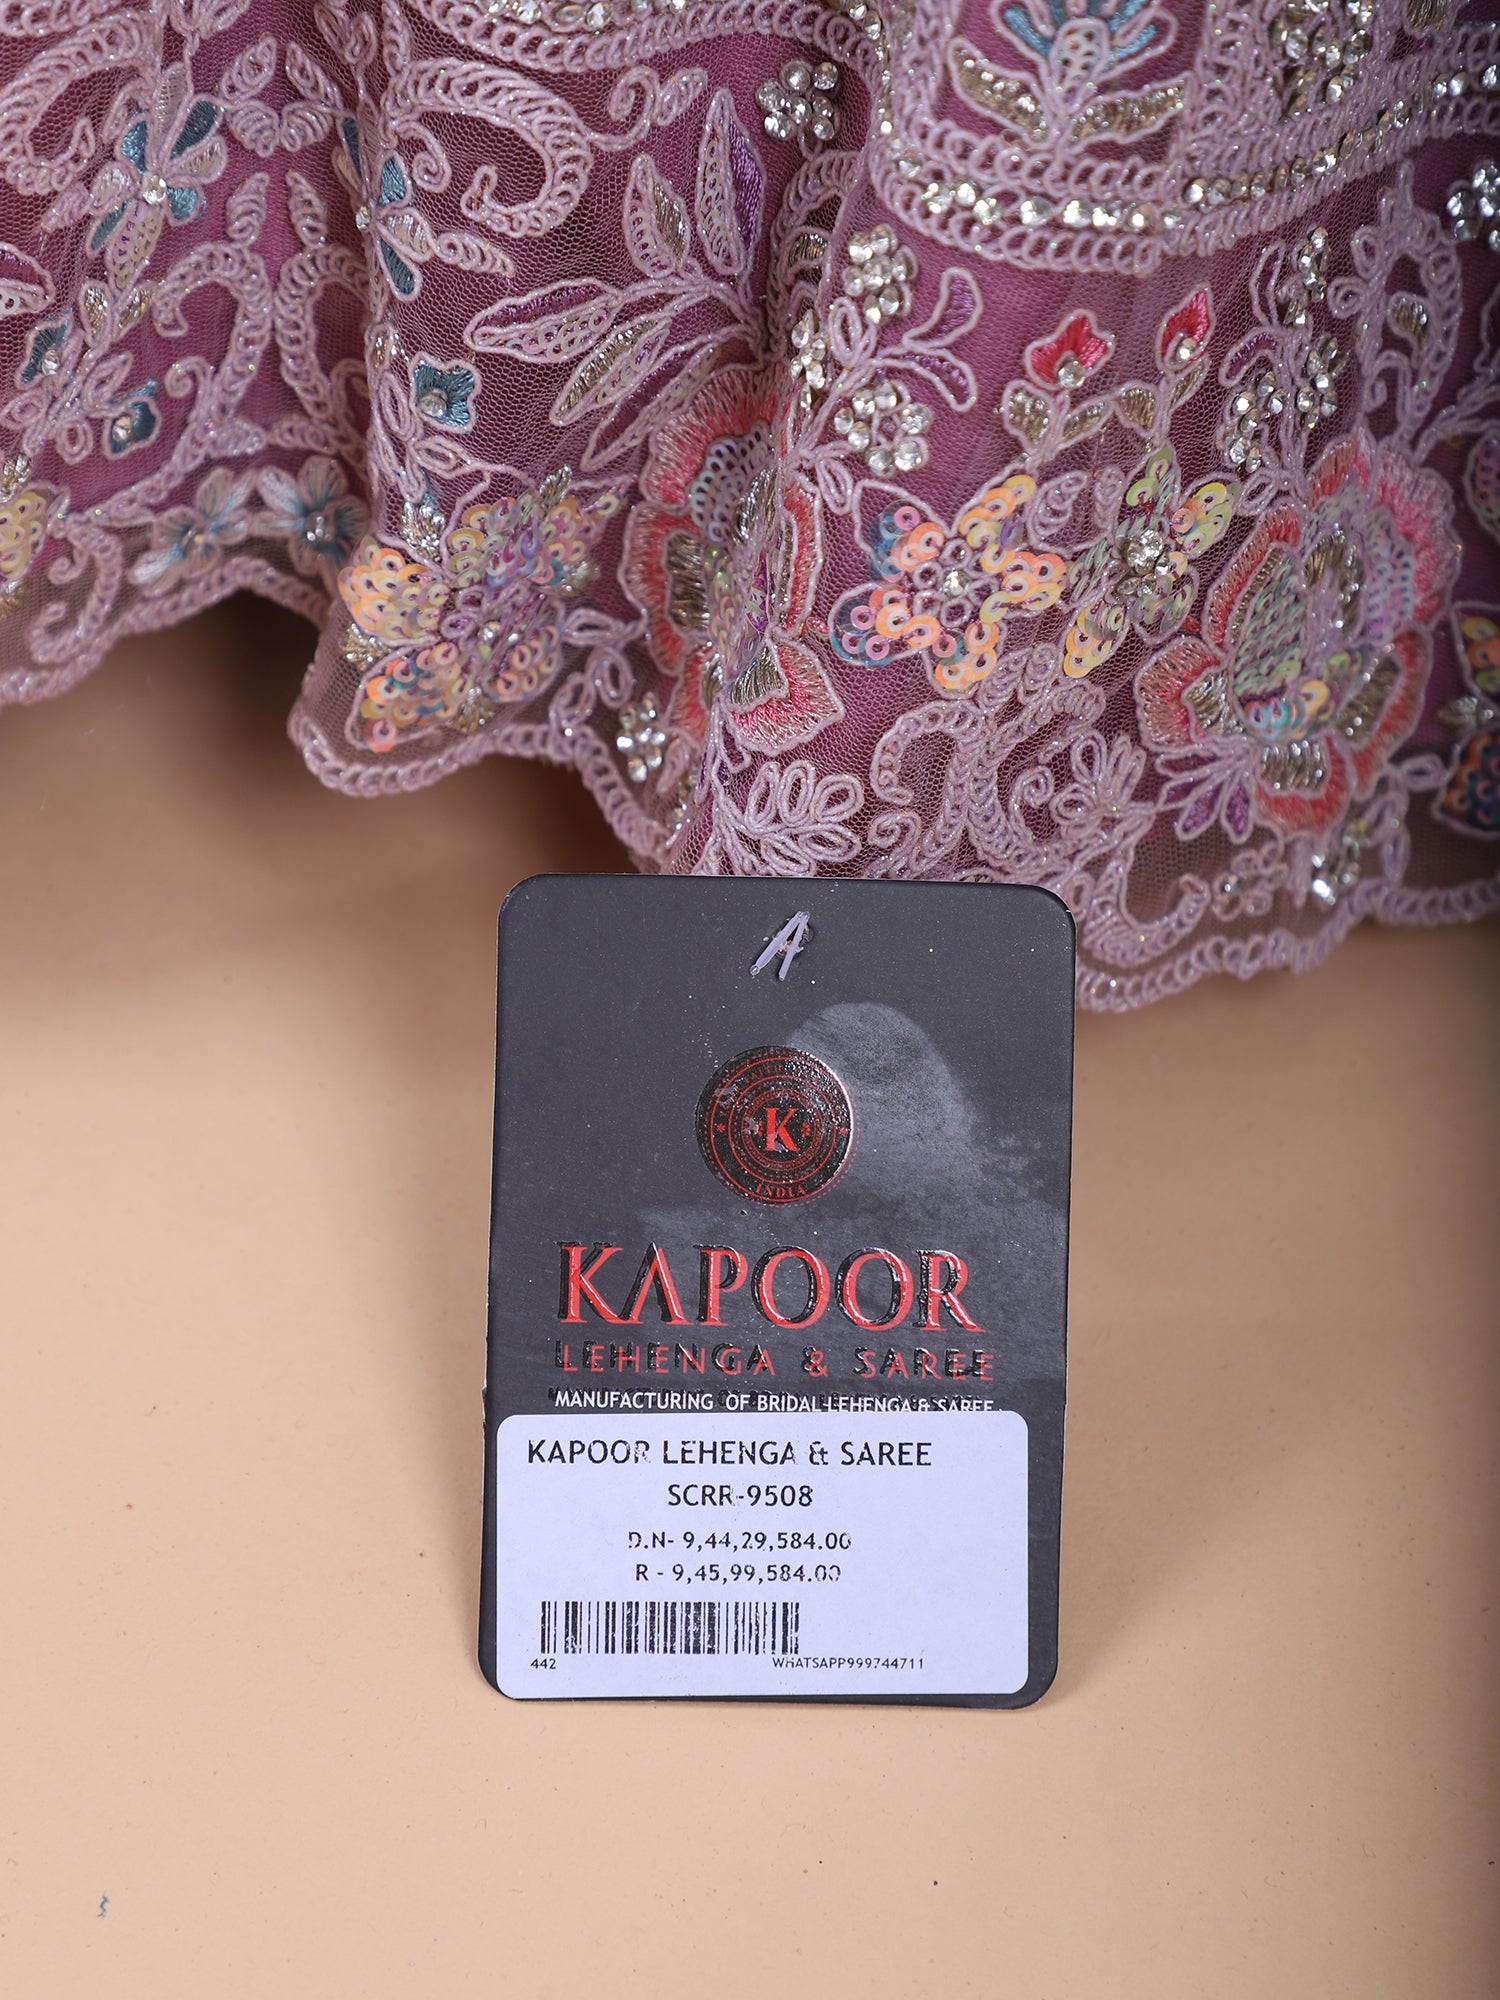 K
INDIA
KAPOOR
LEHENGA & SAREE
MANUFACTURING OF BRIDAL LEHENGA & SAREE.
KAPOOR LEHENGA & SAREE
SCRR-9508
D.N- 9,44,29,584.00
R - 9,45,99,584.00
442 WHATSAPP999744711